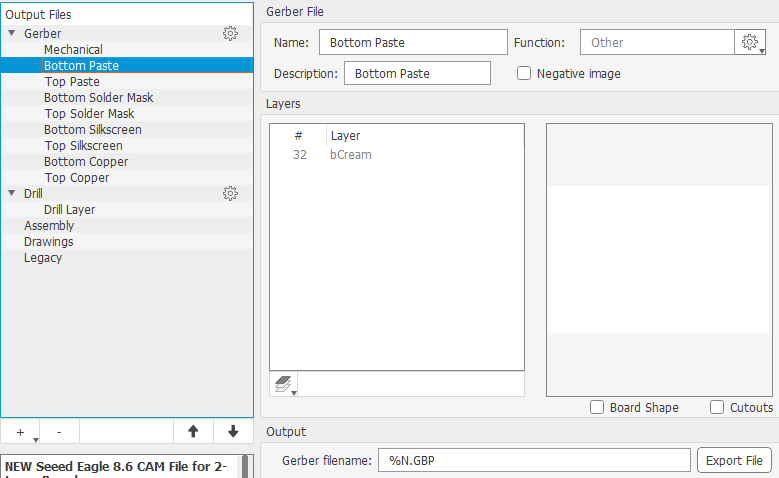 Output Files
Gerber
Mechanical
Bottom Paste
Top Paste
Bottom Solder Mask
Top Solder Mask
Bottom Silkscreen
Top Silkscreen
Bottom Copper
Top Copper
Drill
Drill Layer
Assembly
Drawings
Legacy
+ -
NEW Seeed Eagle 8.6 CAM File for 2-
Gerber File
Name: Bottom Paste Function: Other
Description: Bottom Paste Negative image
Layers
# Layer
32 bCream
Board Shape Cutouts
Output
Gerber filename: %N.GBP Export File